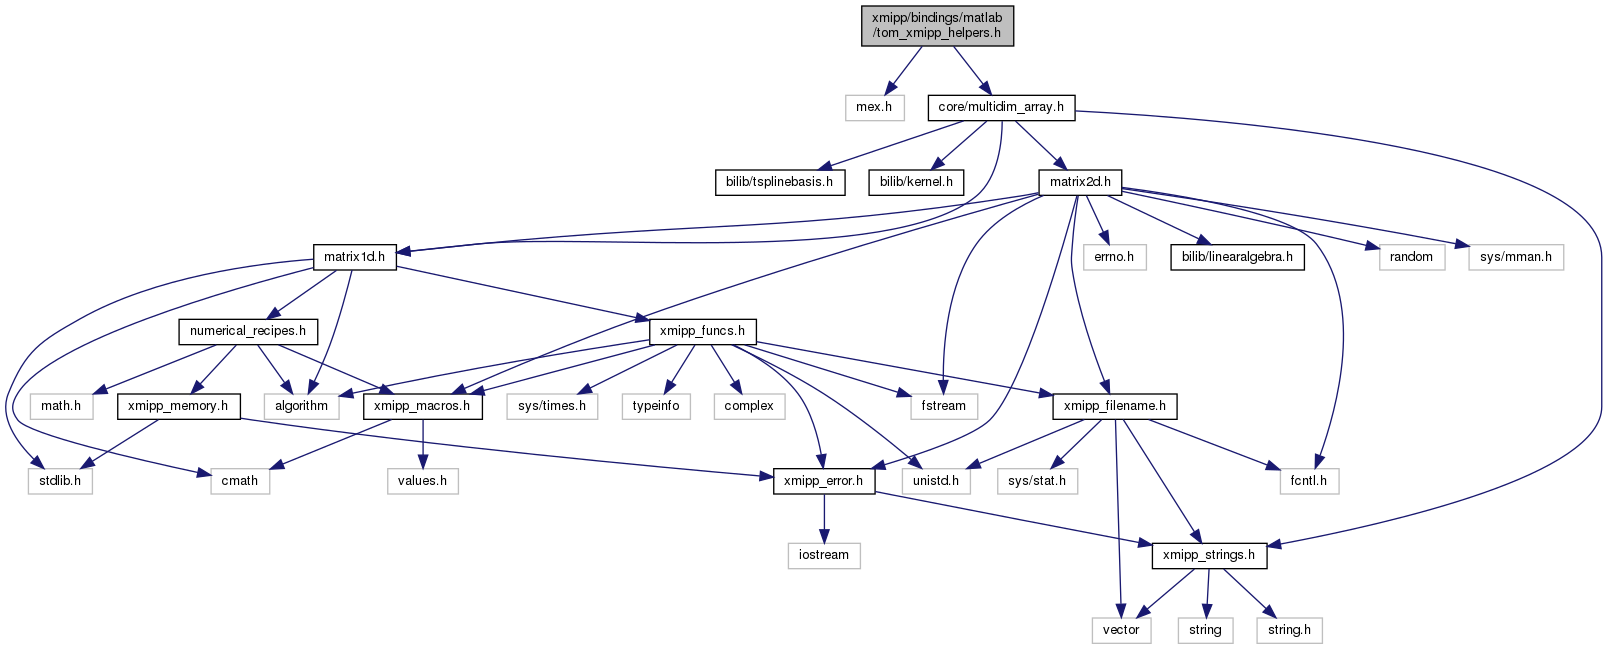 xmipp/bindings/matlab
/tom_xmipp_helpers.h
mex.h
core/multidim_array.h
bilib/tsplinebasis.h
bilib/kernel.h
matrix2d.h
matrix1d.h
errno.h
bilib/linearalgebra.h
random
sys/mman.h
numerical_recipes.h
xmipp_funcs.h
math.h
xmipp_memory.h
algorithm
xmipp_macros.h
sys/times.h
typeinfo
complex
fstream
xmipp_filename.h
stdlib.h
cmath
values.h
xmipp_error.h
unistd.h
sys/stat.h
fcntl.h
iostream
xmipp_strings.h
vector
string
string.h